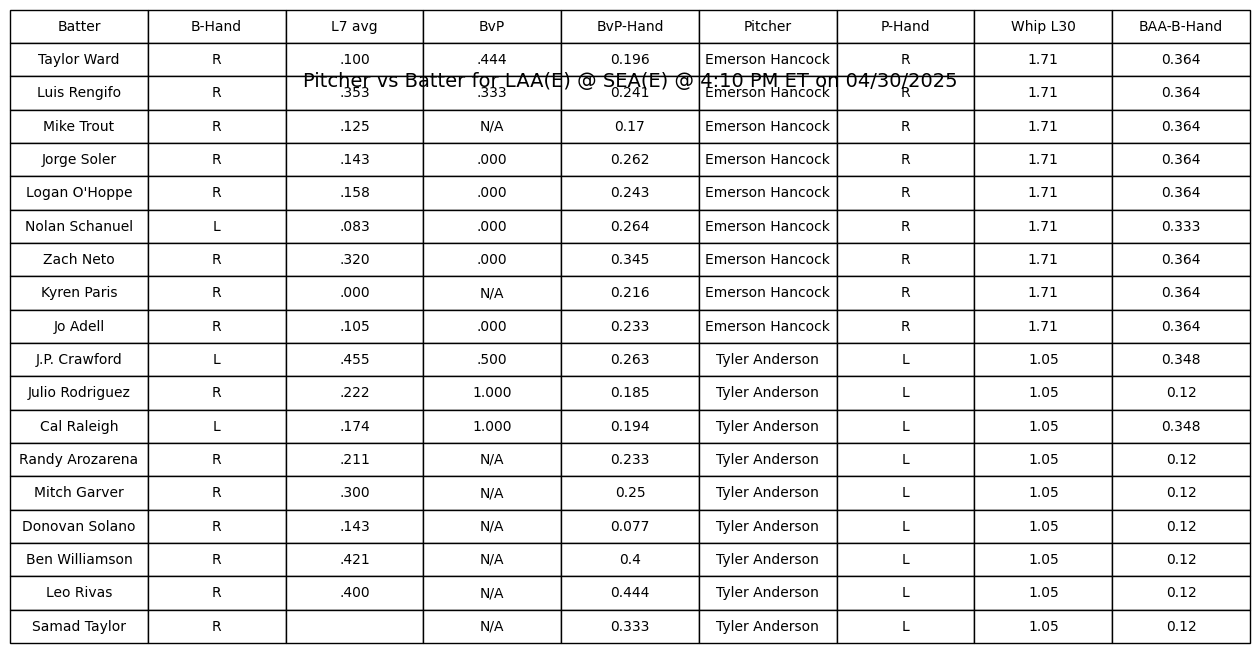 Batter B-Hand L7 avg BvP BvP-Hand Pitcher P-Hand Whip L30 BAA-B-Hand
Taylor Ward R .100 .444 0.196 Emerson Hancock R 1.71 0.364
Pitcher vs Batter for LAA(E) @ SEA(E) @ 4:10 PM ET on 04/30/2025
Luis Rengifo R .353 .333 0.241 Emerson Hancock R 1.71 0.364
Mike Trout R .125 N/A 0.17 Emerson Hancock R 1.71 0.364
Jorge Soler R .143 .000 0.262 Emerson Hancock R 1.71 0.364
Logan O'Hoppe R .158 .000 0.243 Emerson Hancock R 1.71 0.364
Nolan Schanuel L .083 .000 0.264 Emerson Hancock R 1.71 0.333
Zach Neto R .320 .000 0.345 Emerson Hancock R 1.71 0.364
Kyren Paris R .000 N/A 0.216 Emerson Hancock R 1.71 0.364
Jo Adell R .105 .000 0.233 Emerson Hancock R 1.71 0.364
J.P. Crawford L .455 .500 0.263 Tyler Anderson L 1.05 0.348
Julio Rodriguez R .222 1.000 0.185 Tyler Anderson L 1.05 0.12
Cal Raleigh L .174 1.000 0.194 Tyler Anderson L 1.05 0.348
Randy Arozarena R .211 N/A 0.233 Tyler Anderson L 1.05 0.12
Mitch Garver R .300 N/A 0.25 Tyler Anderson L 1.05 0.12
Donovan Solano R .143 N/A 0.077 Tyler Anderson L 1.05 0.12
Ben Williamson R .421 N/A 0.4 Tyler Anderson L 1.05 0.12
Leo Rivas R .400 N/A 0.444 Tyler Anderson L 1.05 0.12
Samad Taylor R N/A 0.333 Tyler Anderson L 1.05 0.12